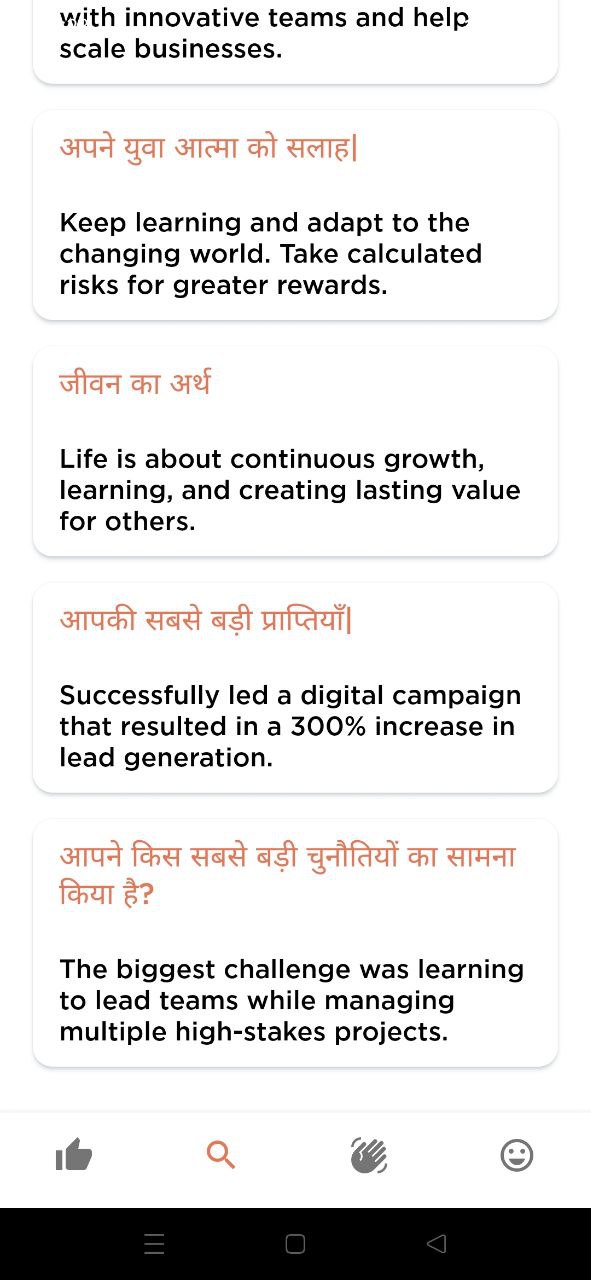 with innovative teams and help
scale businesses.
अपने युवा आत्मा को सलाह|
Keep learning and adapt to the
changing world. Take calculated
risks for greater rewards.
जीवन का अर्थ
Life is about continuous growth,
learning, and creating lasting value
for others.
आपकी सबसे बड़ी प्राप्तियाँ|
Successfully led a digital campaign
that resulted in a 300% increase in
lead generation.
आपने किस सबसे बड़ी चुनौतियों का सामना
किया है?
The biggest challenge was learning
to lead teams while managing
multiple high-stakes projects.